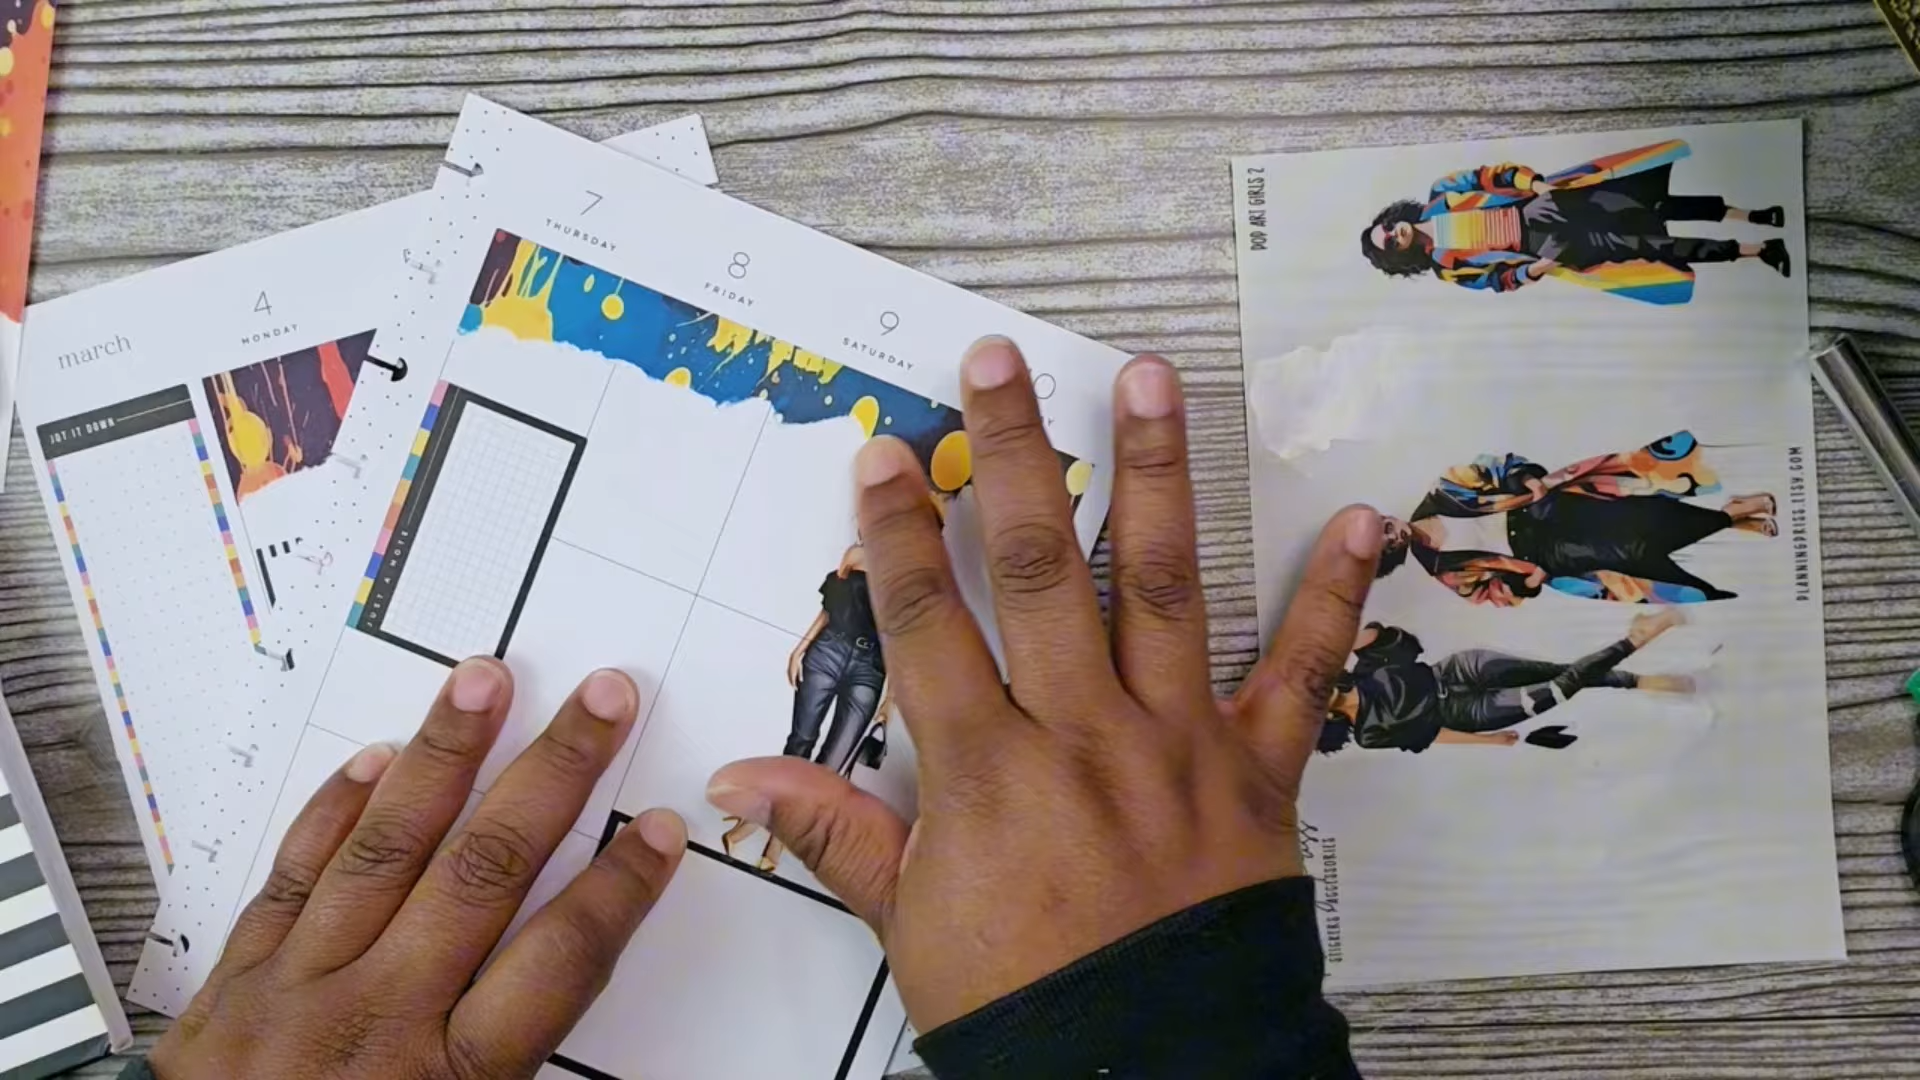 march
4
MONDAY
JOT IT DOWN
7
THURSDAY
8
FRIDAY
9
SATURDAY
JUST A NOTE
POP ART GIRLS 2
PLANNINGDRISS.ETSY.COM
STICKERS & ACCESSORIES